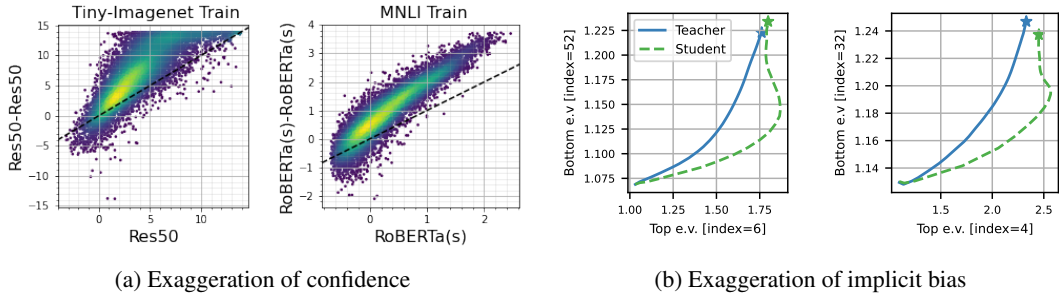 Tiny-Imagenet Train
Res50-Res50
15
10
5
0
−5
−10
−15
0
5
10
Res50
MNLI Train
RoBERTa(s)-RoBERTa(s)
4
3
2
1
0
−1
−2
0
1
2
RoBERTa(s)
(a) Exaggeration of confidence
Bottom e.v [index=52]
1.225
1.200
1.175
1.150
1.125
1.100
1.075
Teacher
Student
1.00
1.25
1.50
1.75
Top e.v. [index=6]
Bottom e.v [index=32]
1.24
1.22
1.20
1.18
1.16
1.14
1.5
2.0
2.5
Top e.v. [index=4]
(b) Exaggeration of implicit bias